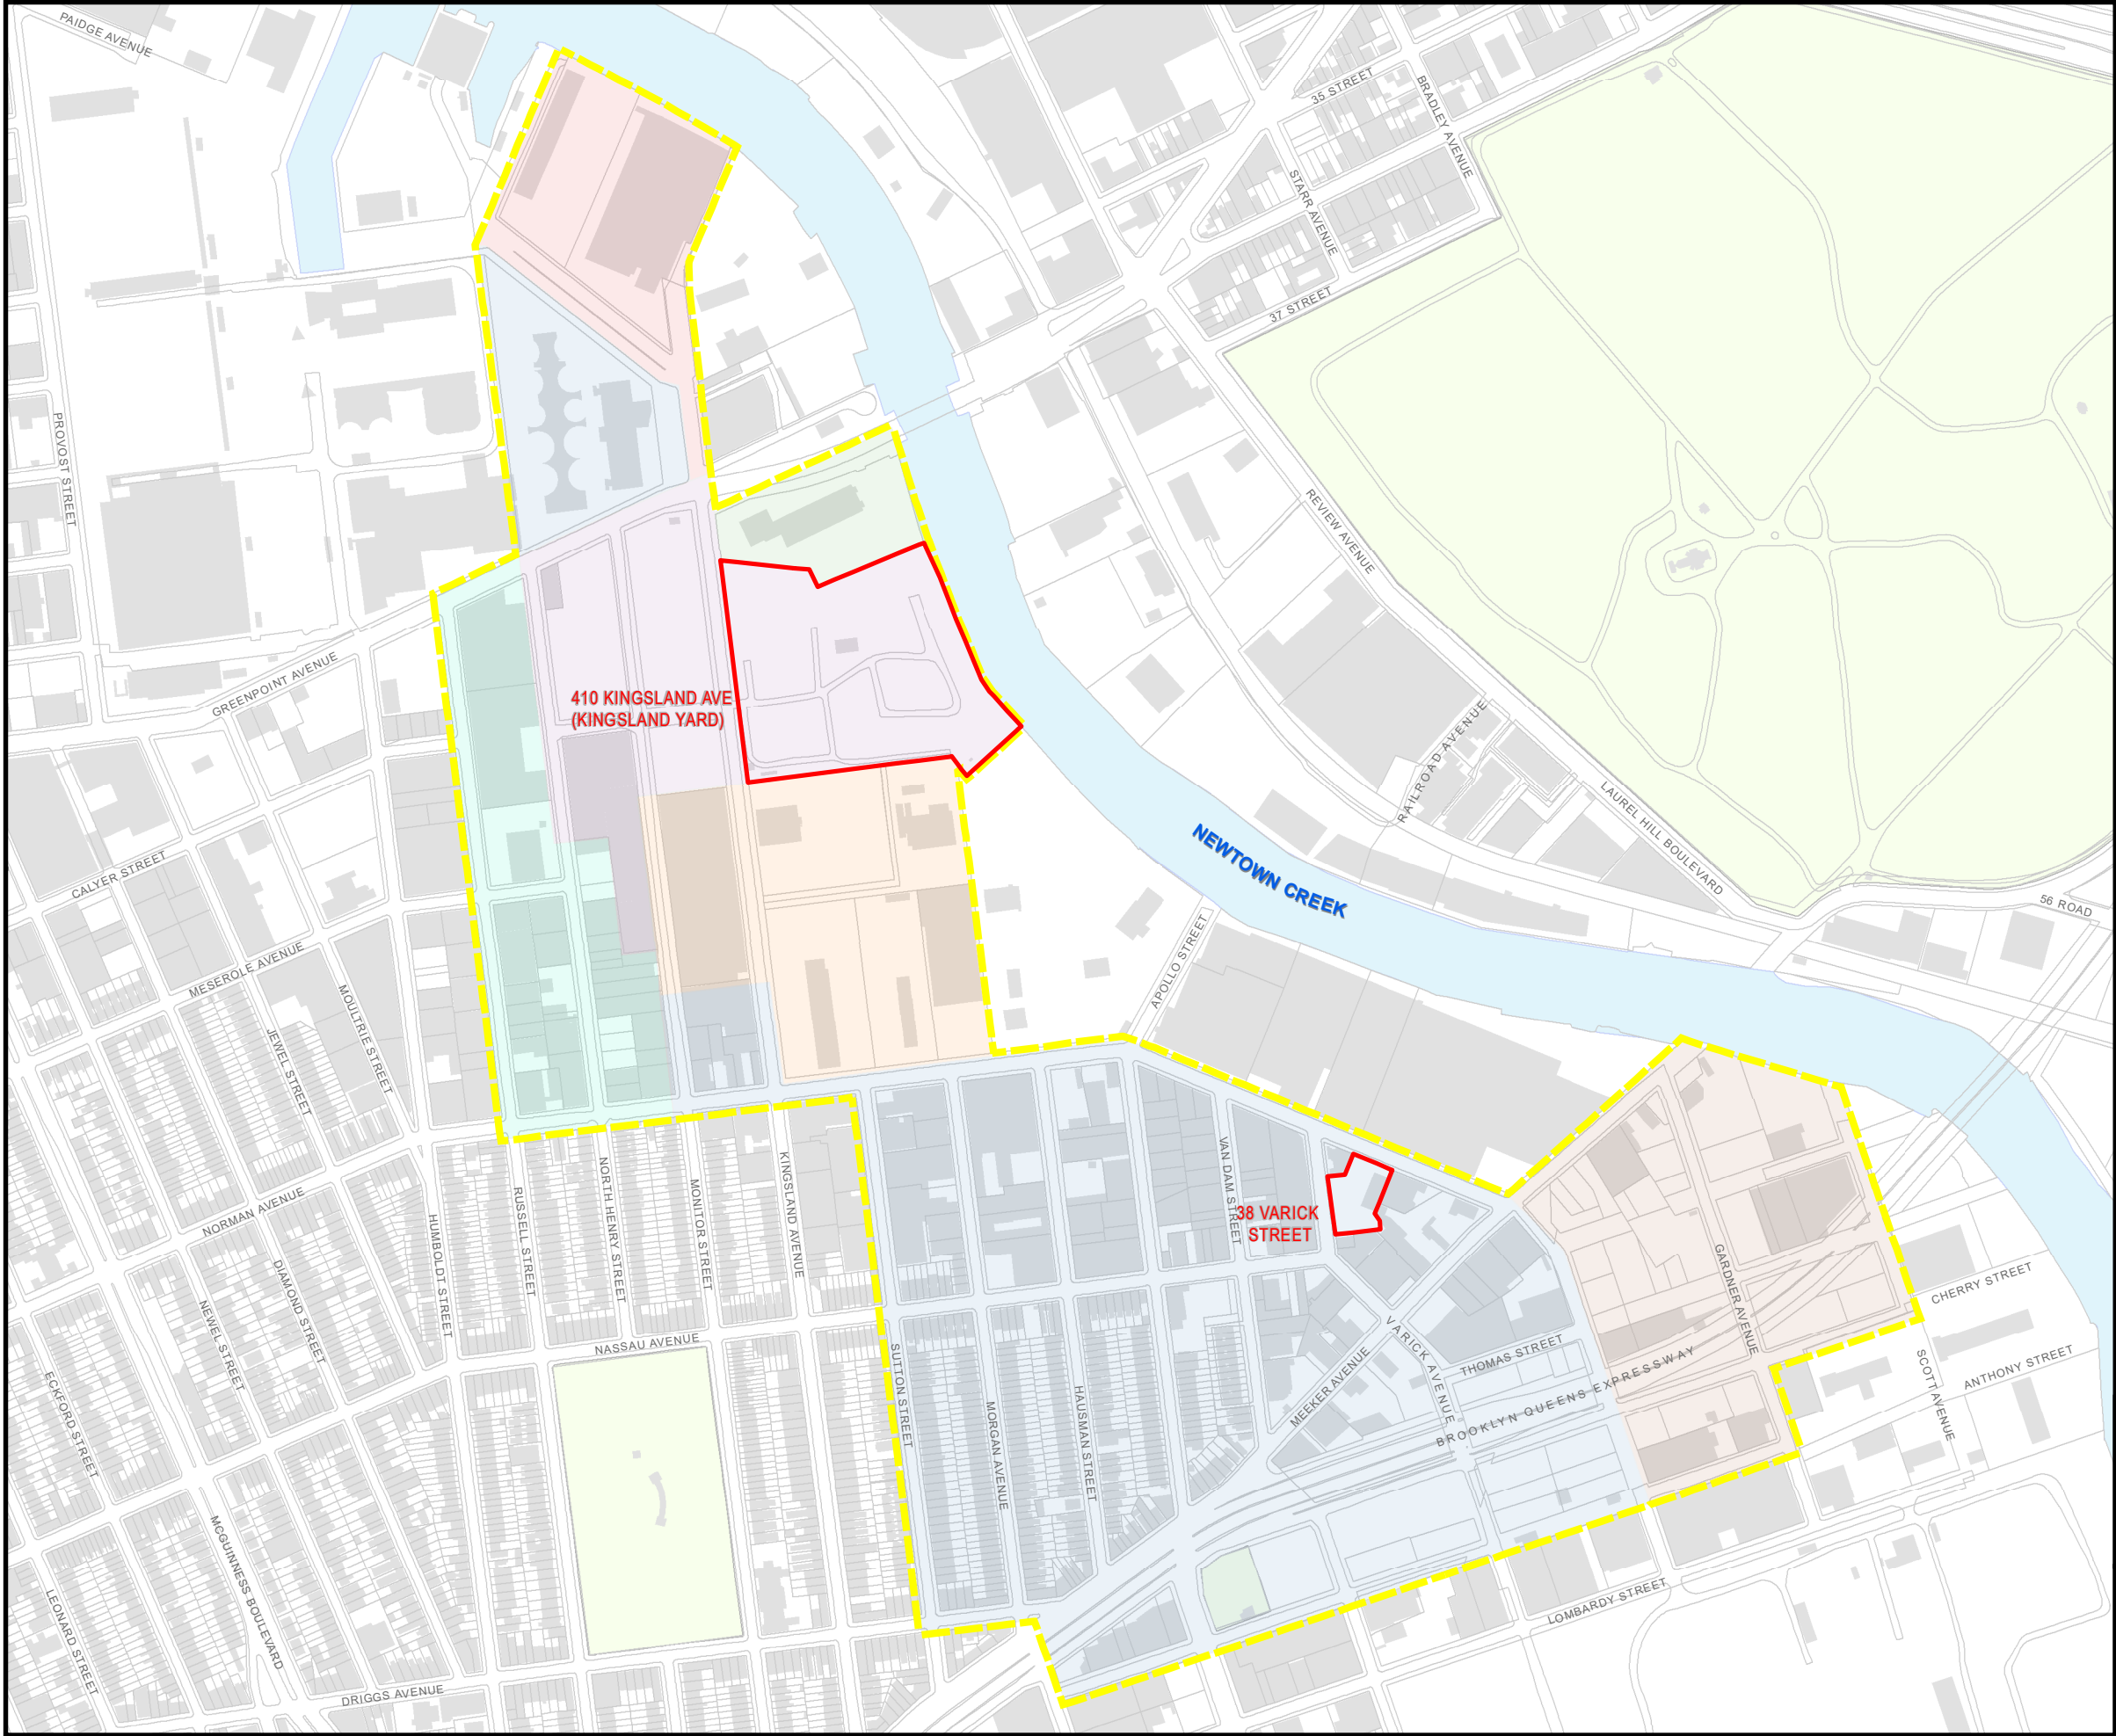 PAIDGE AVENUE
35 STREET
BRADLEY AVENUE
STARR AVENUE
37 STREET
PROVOST STREET
REVIEW AVENUE
GREENPOINT AVENUE
410 KINGSLAND AVE
(KINGSLAND YARD)
RAILROAD AVENUE
LAUREL HILL BOULEVARD
NEWTOWN CREEK
CALYER STREET
56 ROAD
MESEROLE AVENUE
APOLLO STREET
MOULTRIE STREET
JEWEL STREET
VAN DAM STREET
NORMAN AVENUE
HUMBOLDT STREET
RUSSELL STREET
NORTH HENRY STREET
MONITOR STREET
KINGSLAND AVENUE
38 VARICK
STREET
GARDNER AVENUE
CHERRY STREET
DIAMOND STREET
NEWEL STREET
NASSAU AVENUE
SUTTON STREET
VARICK AVENUE
THOMAS STREET
MEEKER AVENUE
BROOKLYN QUEENS EXPRESSWAY
SCOTT AVENUE
ANTHONY STREET
ECKFORD STREET
HAUSMAN STREET
MORGAN AVENUE
MCGUINNESS BOULEVARD
LEONARD STREET
LOMBARDY STREET
DRIGGS AVENUE